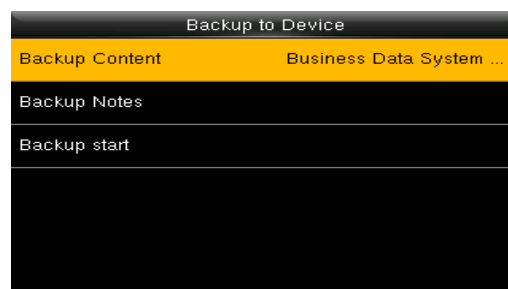 Backup to Device
Backup Content Business Data System ...
Backup Notes
Backup start